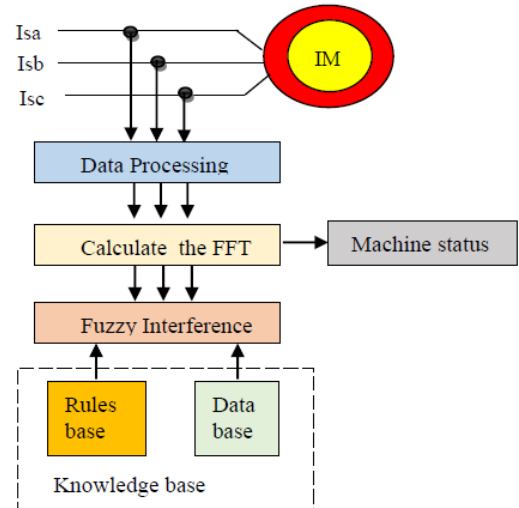 Isa
Isb
Isc
IM
Data Processing
Calculate the FFT
Machine status
Fuzzy Interference
Rules
base
Data
base
Knowledge base